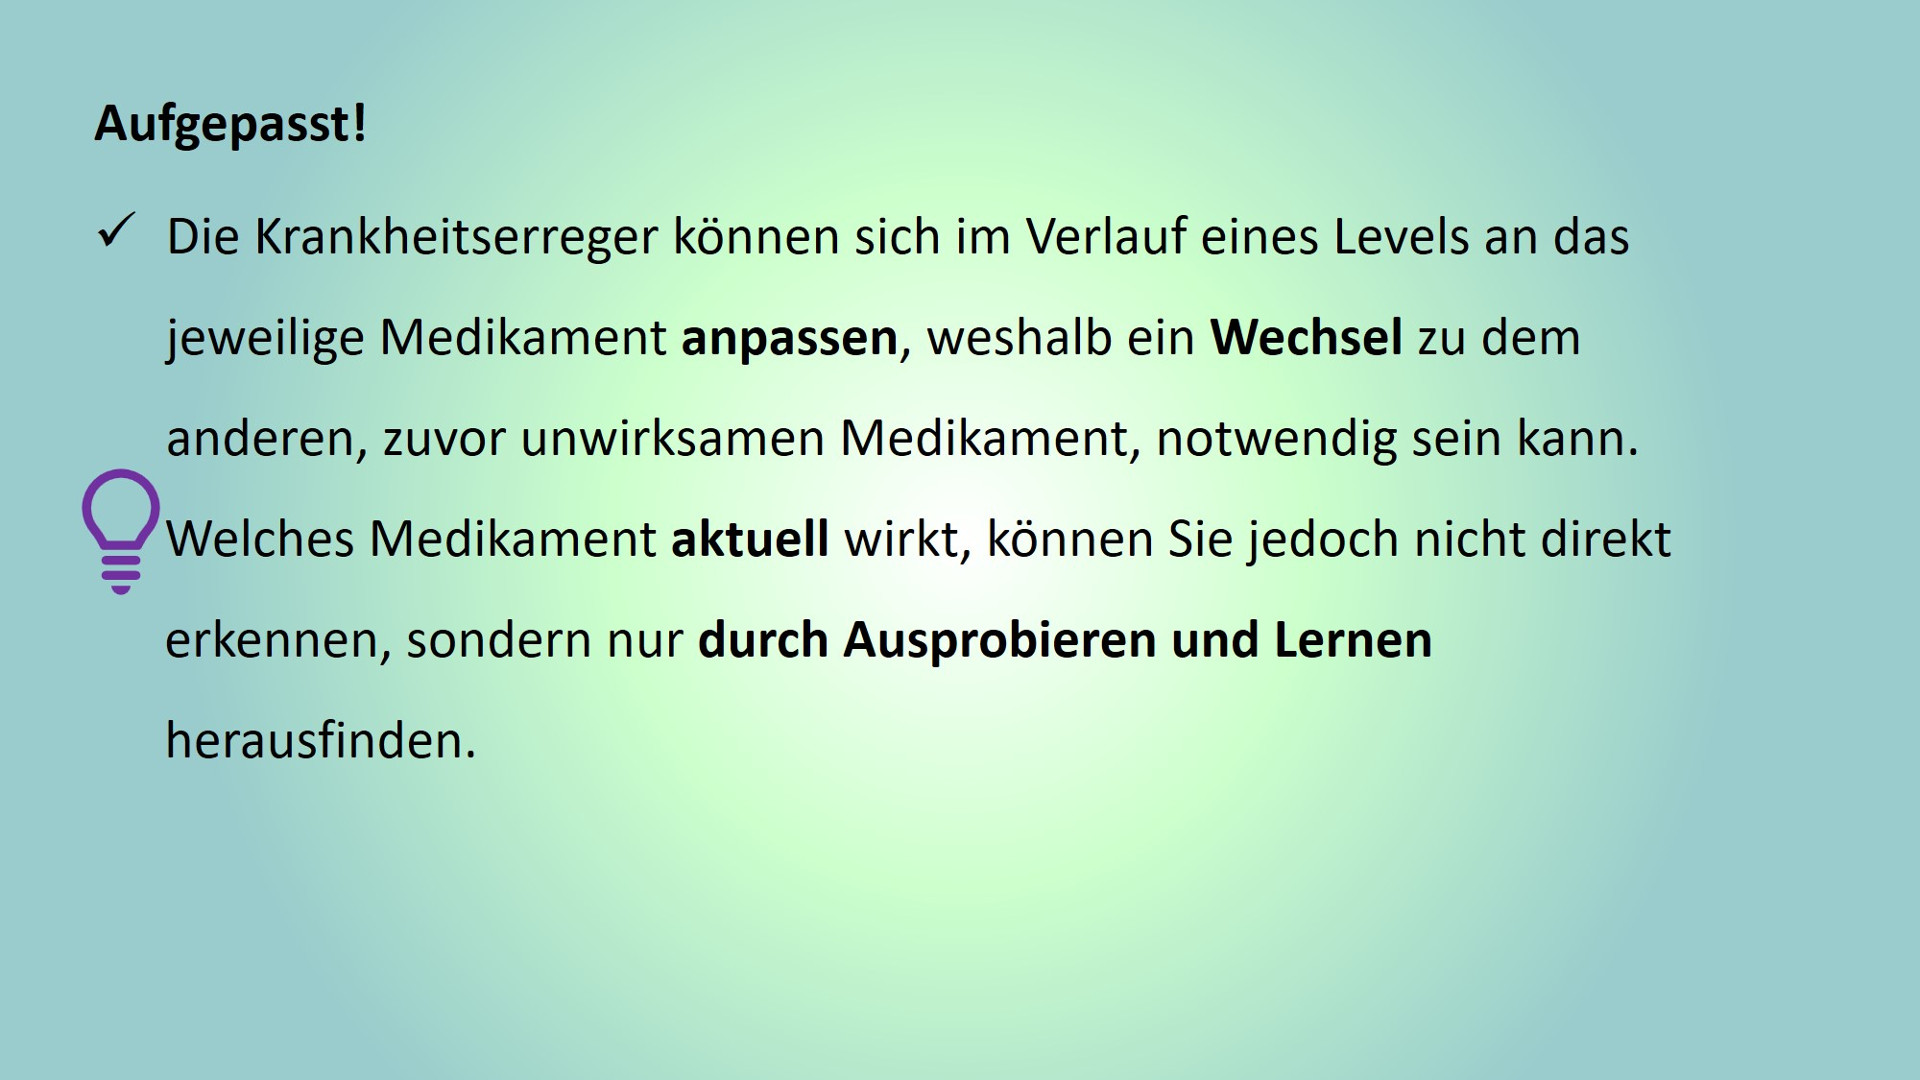 Aufgepasst!
✓ Die Krankheitserreger können sich im Verlauf eines Levels an das
jeweilige Medikament anpassen, weshalb ein Wechsel zu dem
anderen, zuvor unwirksamen Medikament, notwendig sein kann.
Welches Medikament aktuell wirkt, können Sie jedoch nicht direkt
erkennen, sondern nur durch Ausprobieren und Lernen
herausfinden.